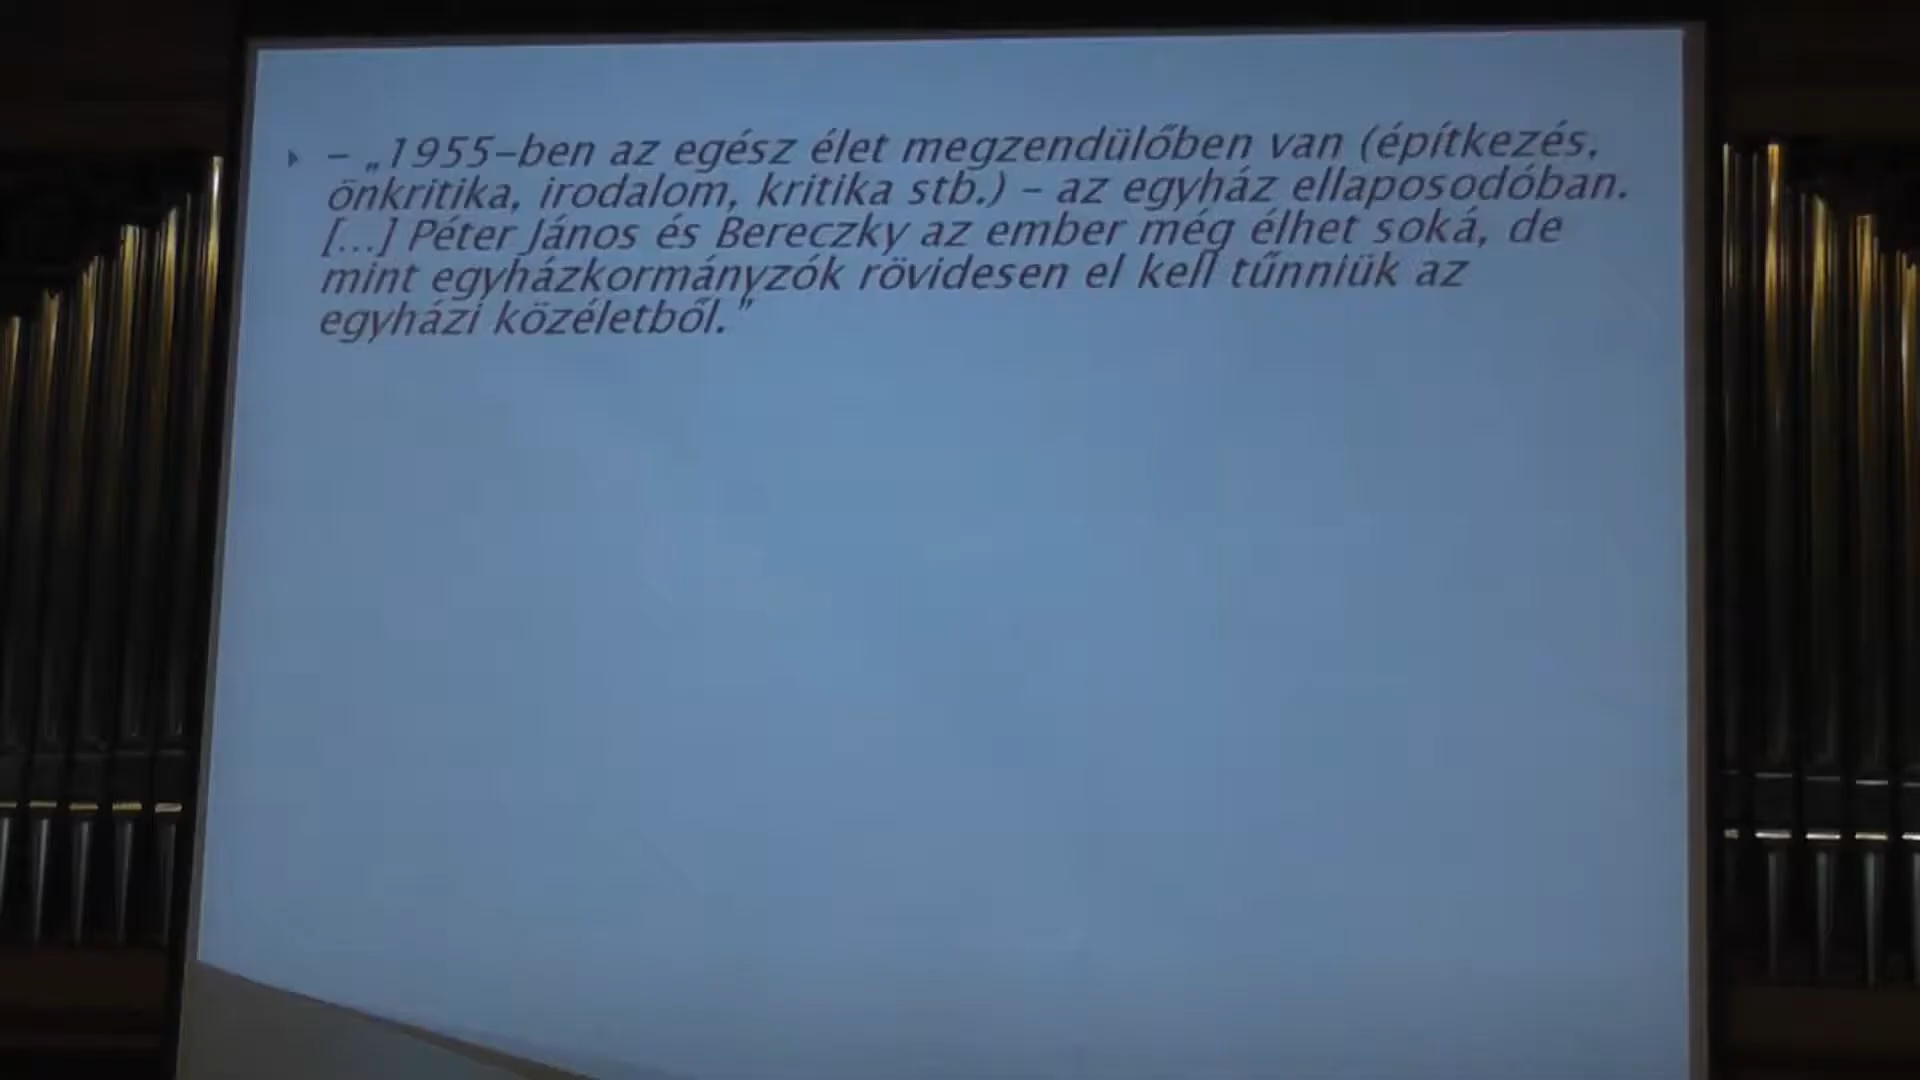 – „1955-ben az egész élet megzendülőben van (építkezés,
önkritika, irodalom, kritika stb.) – az egyház ellaposodóban.
[...] Péter János és Bereczky az ember még élhet soká, de
mint egyházkormányzók rövidesen el kell tűnniük az
egyházi közéletből."